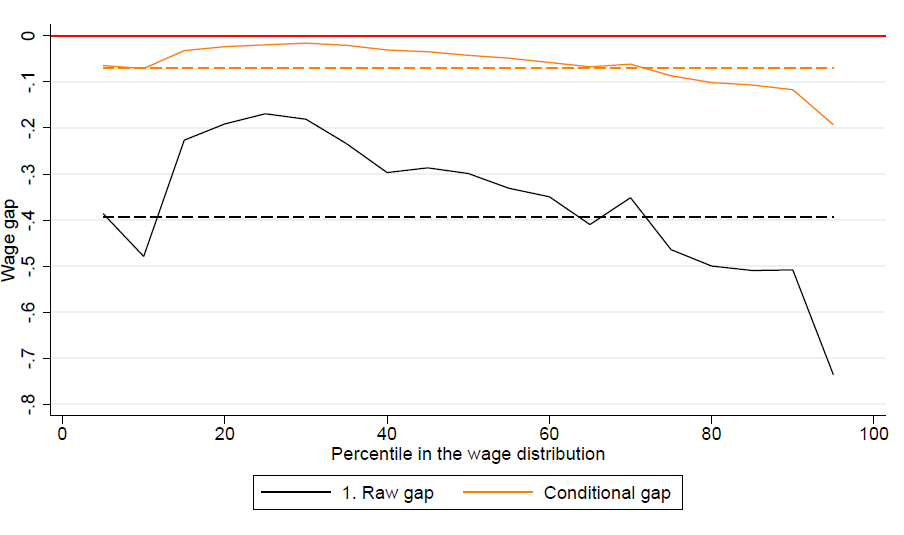 0
-.1
-.2
-.3
-.4
-.5
-.6
-.7
-.8
Wage gap
0 20 40 60 80 100
Percentile in the wage distribution
1. Raw gap Conditional gap